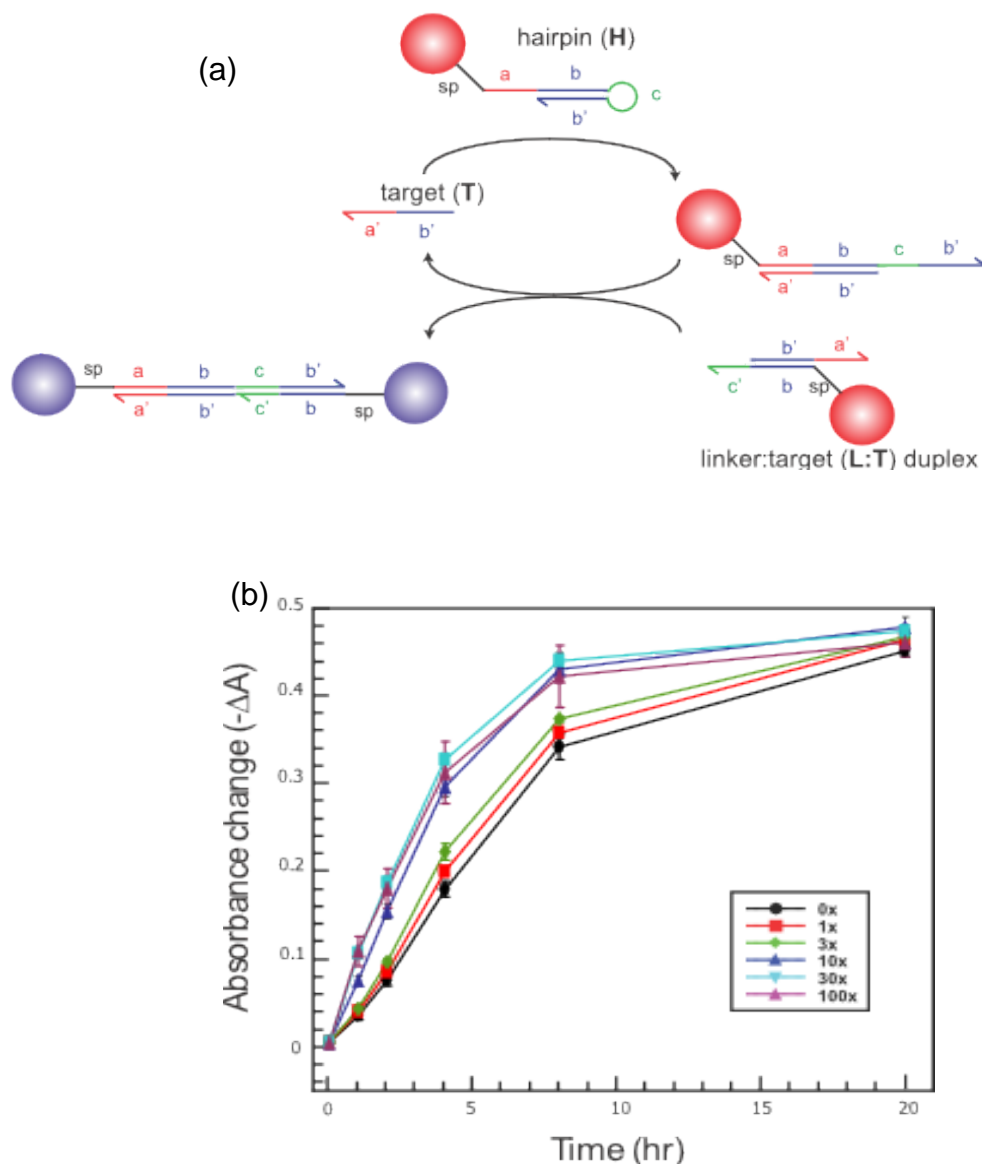 (a)
hairpin (H)
sp
a
b
c
b'
target (T)
a'
b'
sp
a
b
c
b'
a'
b'
sp
a
b
c
b'
a'
b'
c'
b
sp
b'
a'
c'
b
sp
linker:target (L:T) duplex
(b)
0.5
0.4
0.3
0.2
0.1
0
Absorbance change (-ΔA)
0x
1x
3x
10x
30x
100x
0 5 10 15 20
Time (hr)